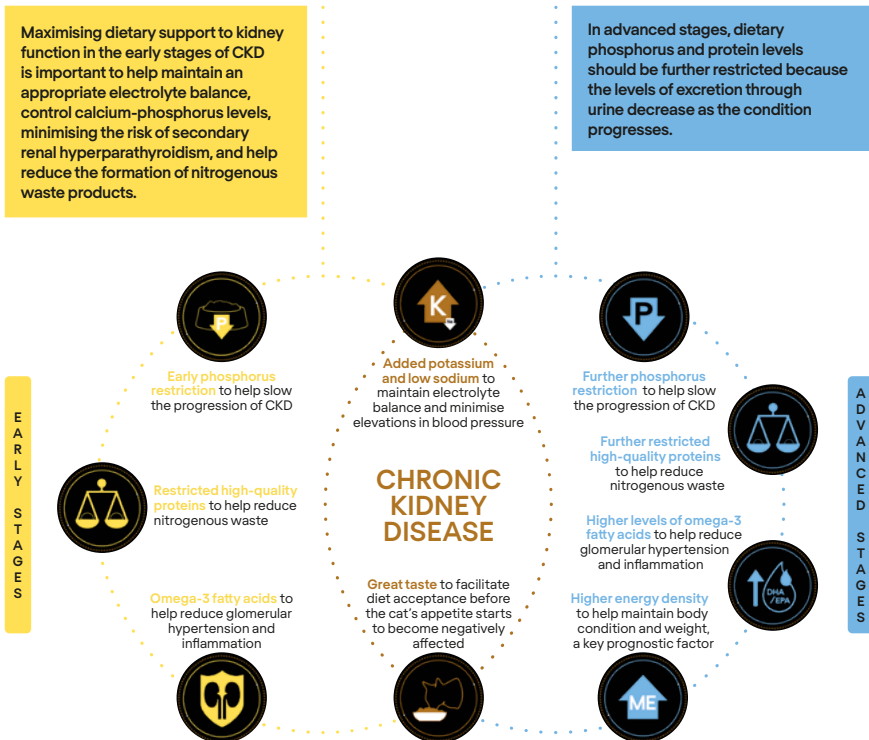 Maximising dietary support to kidney
function in the early stages of CKD
is important to help maintain an
appropriate electrolyte balance,
control calcium-phosphorus levels,
minimising the risk of secondary
renal hyperparathyroidism, and help
reduce the formation of nitrogenous
waste products.
In advanced stages, dietary
phosphorus and protein levels
should be further restricted because
the levels of excretion through
urine decrease as the condition
progresses.
EARLY STAGES
P
Early phosphorus
restriction to help slow
the progression of CKD
Restricted high-quality
proteins to help reduce
nitrogenous waste
Omega-3 fatty acids to
help reduce glomerular
hypertension and
inflammation
K
Added potassium
and low sodium to
maintain electrolyte
balance and minimise
elevations in blood pressure
CHRONIC
KIDNEY
DISEASE
Great taste to facilitate
diet acceptance before
the cat's appetite starts
to become negatively
affected
P
Further phosphorus
restriction to help slow
the progression of CKD
Further restricted
high-quality proteins
to help reduce
nitrogenous waste
Higher levels of omega-3
fatty acids to help reduce
glomerular hypertension
and inflammation
DHA
/EPA
Higher energy density
to help maintain body
condition and weight,
a key prognostic factor
ME
ADVANCED STAGES